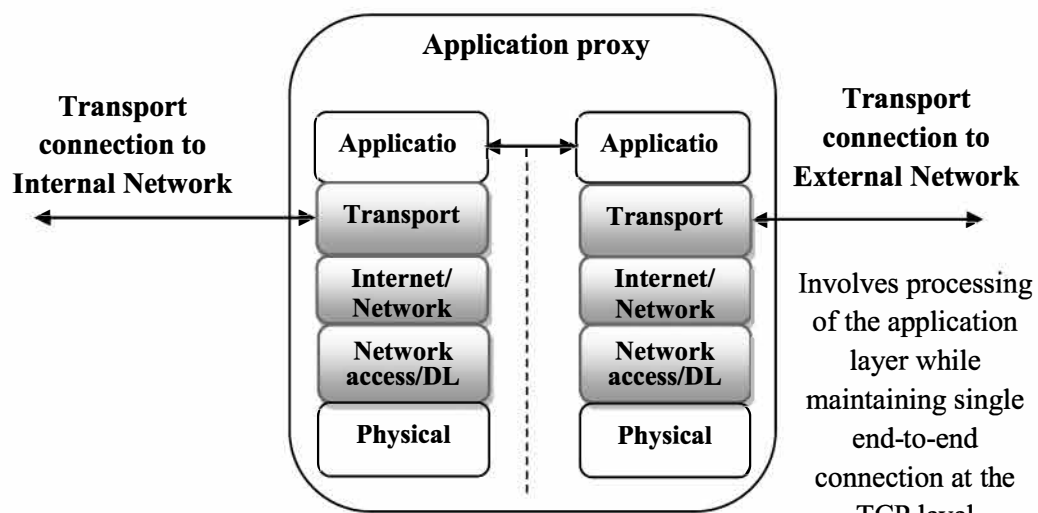 Application proxy
Transport
connection to
Internal Network
Applicatio
Transport
Internet/
Network
Network
access/DL
Physical
Applicatio
Transport
Internet/
Network
Network
access/DL
Physical
Transport
connection to
External Network
Involves processing
of the application
layer while
maintaining single
end-to-end
connection at the
TCP level